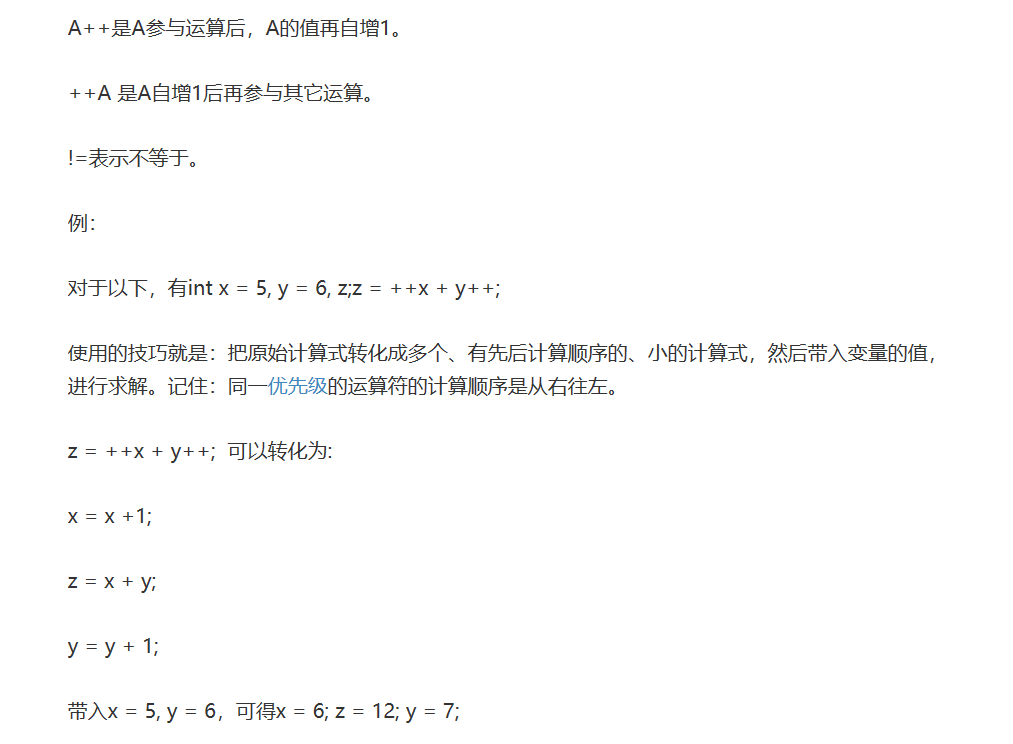 A++是A参与运算后，A的值再自增1。
++A 是A自增1后再参与其它运算。
!=表示不等于。
例：
对于以下，有int x = 5, y = 6, z;z = ++x + y++;
使用的技巧就是：把原始计算式转化成多个、有先后计算顺序的、小的计算式，然后带入变量的值，
进行求解。记住：同一优先级的运算符的计算顺序是从右往左。
z = ++x + y++;  可以转化为:
x = x +1;
z = x + y;
y = y + 1;
带入x = 5, y = 6，可得x = 6; z = 12; y = 7;